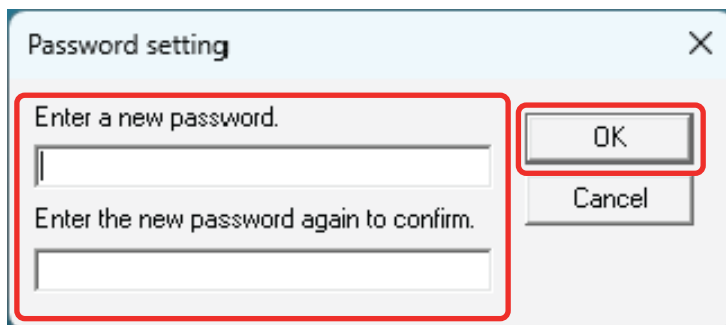 Password setting
Enter a new password.
OK
Cancel
Enter the new password again to confirm.